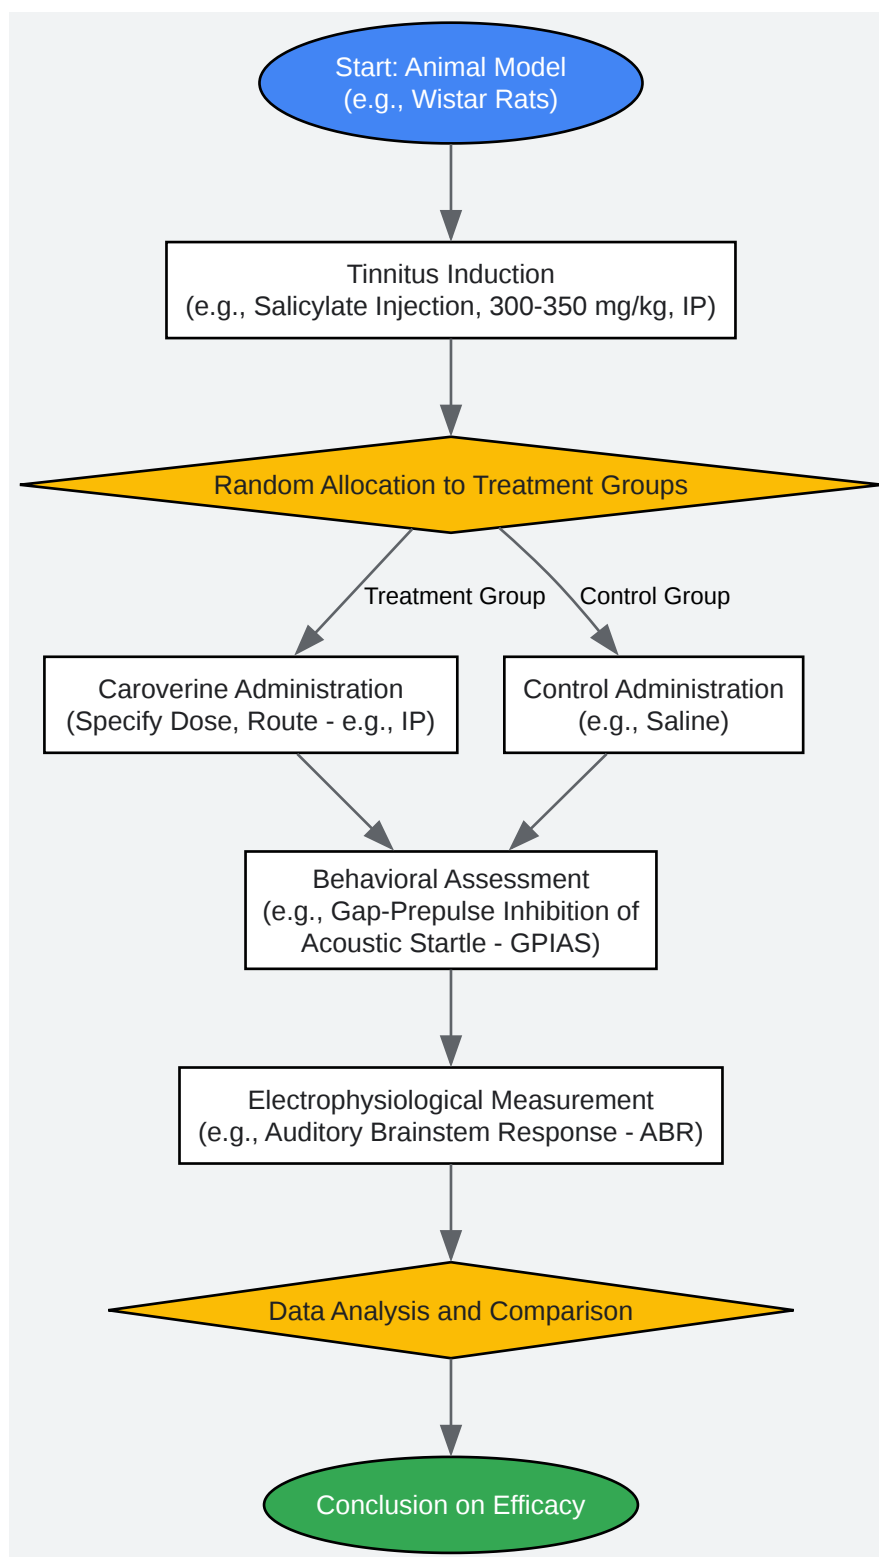 Start: Animal Model
(e.g., Wistar Rats)
Tinnitus Induction
(e.g., Salicylate Injection, 300-350 mg/kg, IP)
Random Allocation to Treatment Groups
Treatment Group
Control Group
Caroverine Administration
(Specify Dose, Route - e.g., IP)
Control Administration
(e.g., Saline)
Behavioral Assessment
(e.g., Gap-Prepulse Inhibition of
Acoustic Startle - GPIAS)
Electrophysiological Measurement
(e.g., Auditory Brainstem Response - ABR)
Data Analysis and Comparison
Conclusion on Efficacy